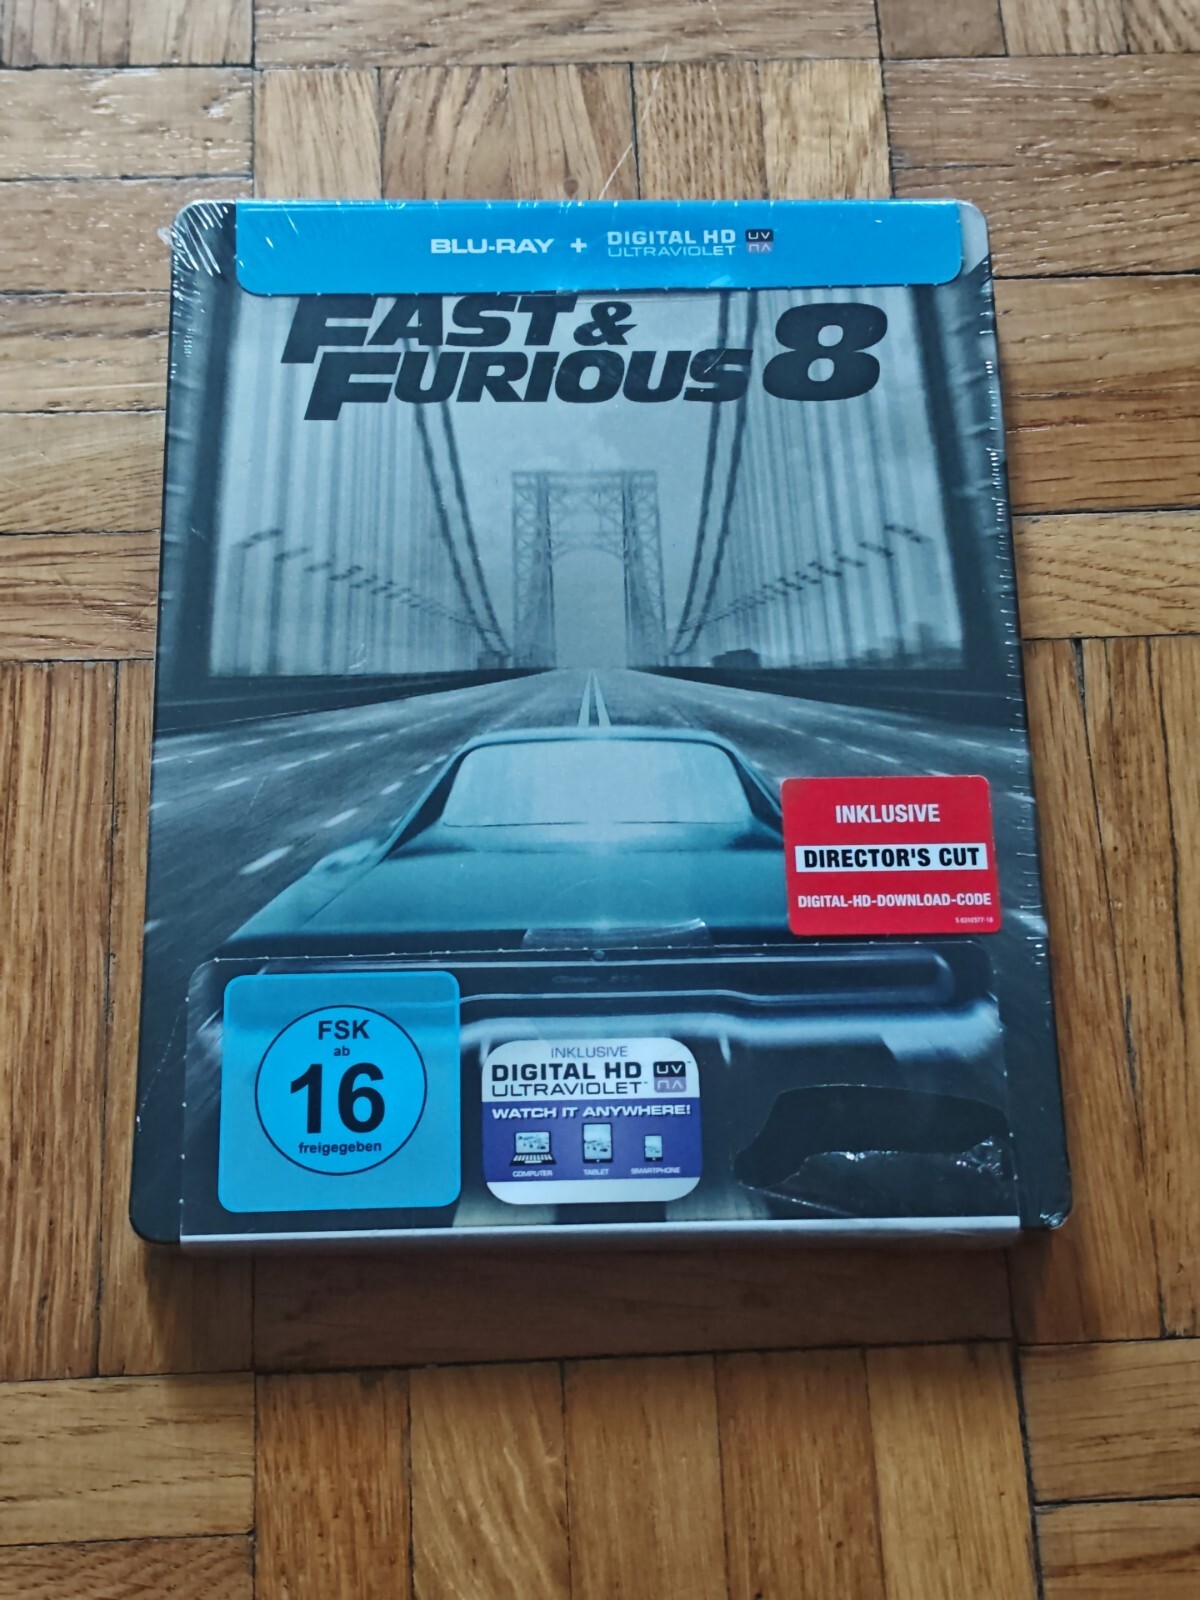 BLU-RAY + DIGITAL HD UV
ULTRAVIOLET
FAST &
FURIOUS 8
INKLUSIVE
DIRECTOR'S CUT
DIGITAL-HD-DOWNLOAD-CODE
FSK
ab
16
freigegeben
INKLUSIVE
DIGITAL HD UV
ULTRAVIOLET™
WATCH IT ANYWHERE!
COMPUTER TABLET SMARTPHONE